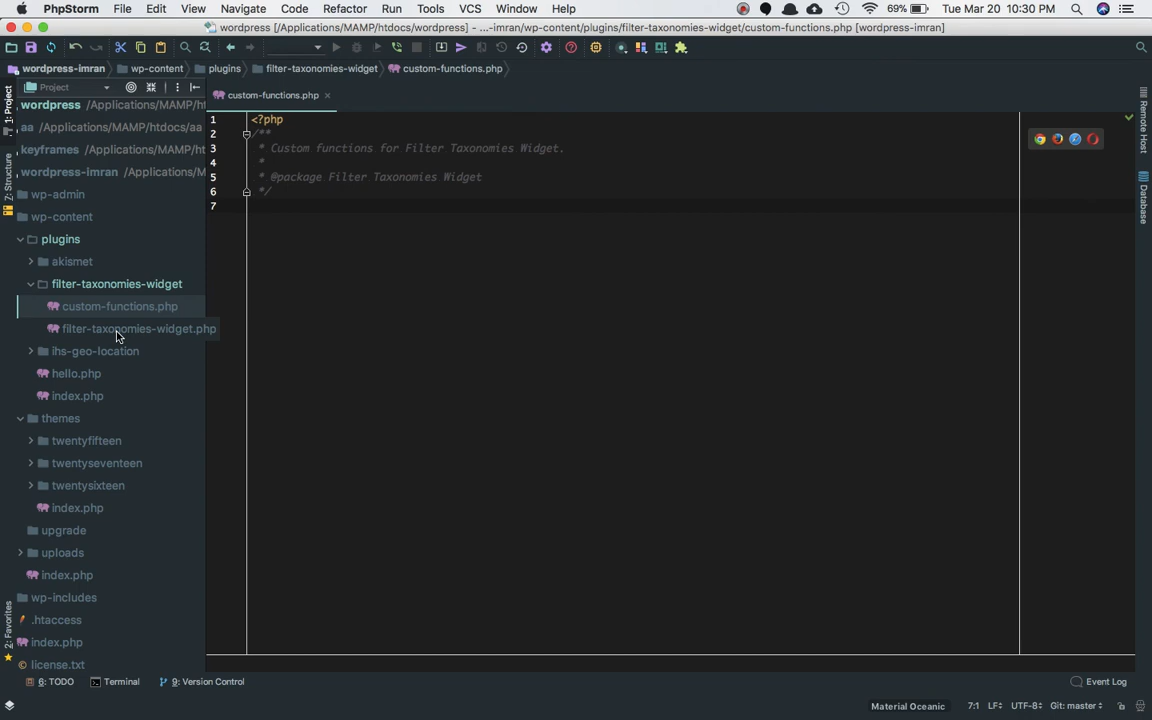 PhpStorm File Edit View Navigate Code Refactor Run Tools VCS Window Help 69% Tue Mar 20 10:30 PM
wordpress [/Applications/MAMP/htdocs/wordpress] - ...-imran/wp-content/plugins/filter-taxonomies-widget/custom-functions.php [wordpress-imran]
wordpress-imran wp-content plugins filter-taxonomies-widget custom-functions.php
1: Project
Z: Structure
2: Favorites
Project
wordpress /Applications/MAMP/ht
aa /Applications/MAMP/htdocs/aa
keyframes /Applications/MAMP/ht
wordpress-imran /Applications/M
wp-admin
wp-content
plugins
akismet
filter-taxonomies-widget
custom-functions.php
filter-taxonomies-widget.php
ihs-geo-location
hello.php
index.php
themes
twentyfifteen
twentyseventeen
twentysixteen
index.php
upgrade
uploads
index.php
wp-includes
.htaccess
index.php
license.txt
custom-functions.php
1 <?php
2 /**
3 * Custom functions for Filter Taxonomies Widget.
4 *
5 * @package Filter Taxonomies Widget
6 */
7
Remote Host
Database
6: TODO Terminal 9: Version Control Event Log
Material Oceanic 7:1 LF UTF-8 Git: master